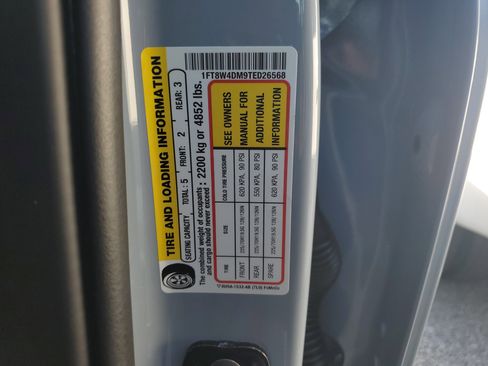 1FT8W4DM9TED26568
TIRE AND LOADING INFORMATION
SEATING CAPACITY TOTAL: 5 FRONT: 2 REAR: 3
The combined weight of occupants and cargo should never exceed: 2200 kg or 4852 lbs.
TIRE SIZE COLD TIRE PRESSURE
FRONT 620 KPA, 90 PSI
REAR 550 KPA, 80 PSI
SPARE 620 KPA, 90 PSI
SEE OWNERS
MANUAL FOR
ADDITIONAL
INFORMATION